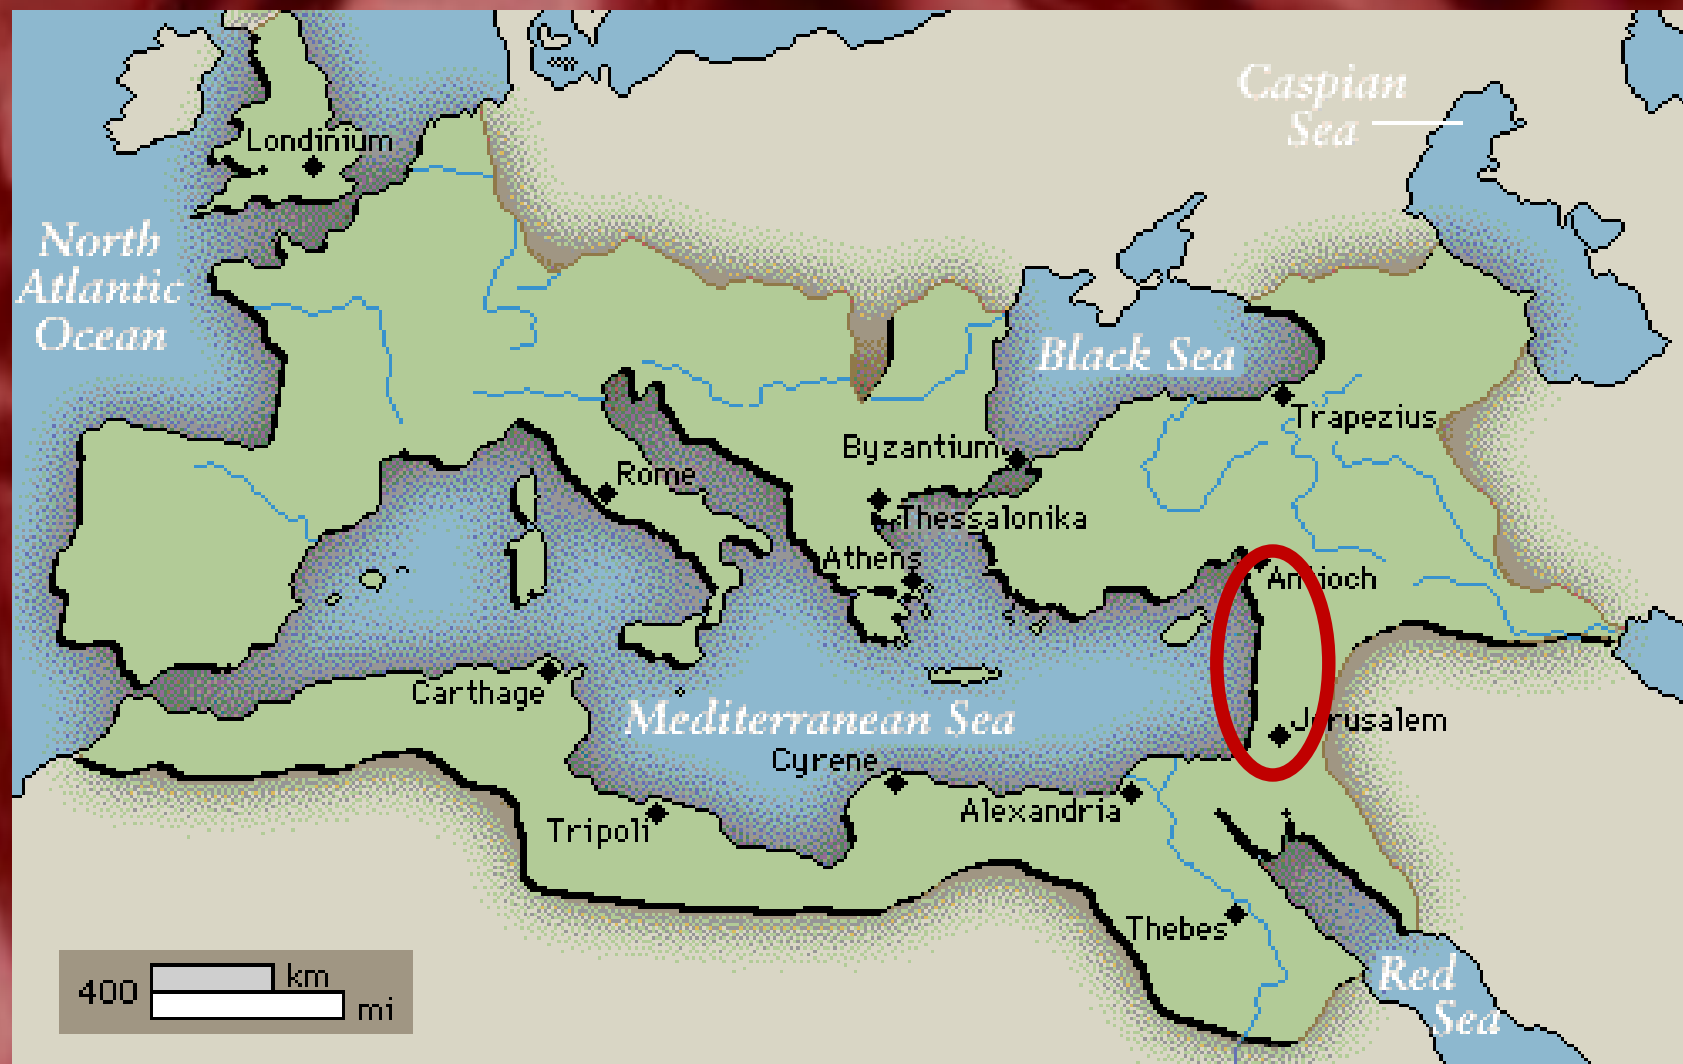 Caspian
Sea
Londinium
North
Atlantic
Ocean
Black Sea
Trapezius
Byzantium
Rome
Thessalonika
Athens
Antioch
Carthage
Mediterranean Sea
Jerusalem
Cyrene
Alexandria
Tripoli
Thebes
Red
Sea
400 km
mi